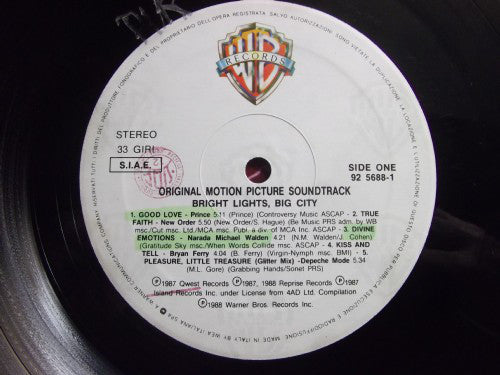 WB
RECORDS
STEREO
33 GIRI
S.I.A.E.
SIDE ONE
92 5688-1
ORIGINAL MOTION PICTURE SOUNDTRACK
BRIGHT LIGHTS, BIG CITY
1. GOOD LOVE - Prince 5:11 (Prince) (Controversy Music ASCAP - 2. TRUE
FAITH - New Order 5.50 (New Order/S. Hague) (Be Music PRS adm.r by WB
msc./Cut msc. Ltd./MCA msc. Publ. a div. of MCA Inc. ASCAP - 3. DIVINE
EMOTIONS - Narada Michael Walden 4.21 (N.M. Walden/J. Cohen)
(Gratitude Sky msc./When Words Collide msc. ASCAP) - 4. KISS AND
TELL - Bryan Ferry 4.04 (B. Ferry) (Virgin-Nymph msc. BMI) - 5.
PLEASURE, LITTLE TREASURE (Glitter Mix) -Depeche Mode 5.34
(M.L. Gore) (Grabbing Hands/Sonet PRS)
℗1987 Qwest Records ℗1987, 1988 Reprise Records ℗1987
Island Records Inc. under License from 4AD Ltd. Compilation
℗1988 Warner Bros. Records Inc.